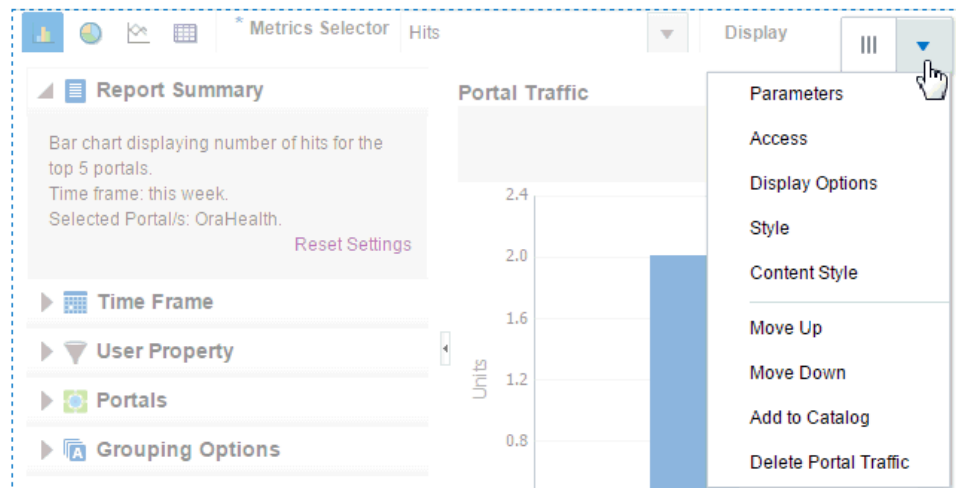 * Metrics Selector Hits Display
Report Summary
Bar chart displaying number of hits for the
top 5 portals.
Time frame: this week.
Selected Portal/s: OraHealth.
Reset Settings
Time Frame
User Property
Portals
A Grouping Options
Portal Traffic
2.4
2.0
1.6
1.2
0.8
Units
Parameters
Access
Display Options
Style
Content Style
Move Up
Move Down
Add to Catalog
Delete Portal Traffic